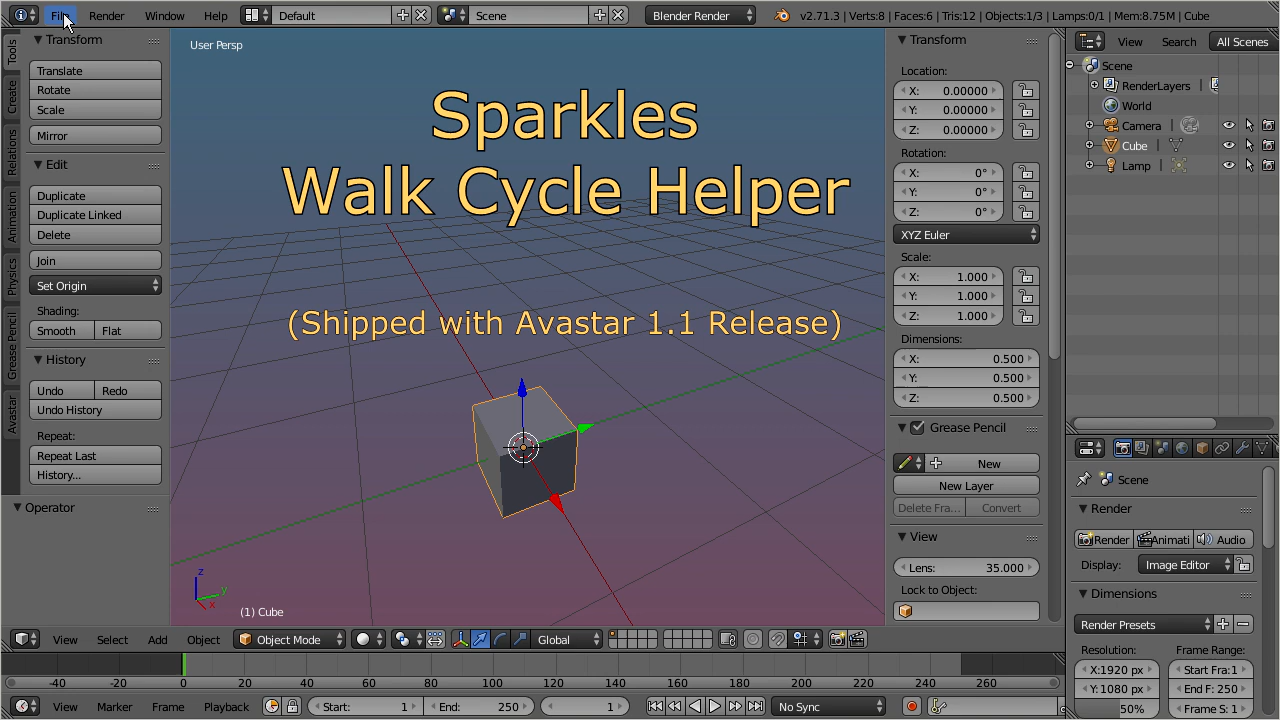 File Render Window Help Default Scene Blender Render v2.71.3 | Verts:8 | Faces:6 | Tris:12 | Objects:1/3 | Lamps:0/1 | Mem:8.75M | Cube
Tools
Create
Relations
Animation
Physics
Grease Pencil
Avastar
Transform
Translate
Rotate
Scale
Mirror
Edit
Duplicate
Duplicate Linked
Delete
Join
Set Origin
Shading:
Smooth Flat
History
Undo Redo
Undo History
Repeat:
Repeat Last
History...
Operator
User Persp
Sparkles
Walk Cycle Helper
(Shipped with Avastar 1.1 Release)
z
y
x
(1) Cube
Transform
Location:
X: 0.00000
Y: 0.00000
Z: 0.00000
Rotation:
X: 0°
Y: 0°
Z: 0°
XYZ Euler
Scale:
X: 1.000
Y: 1.000
Z: 1.000
Dimensions:
X: 0.500
Y: 0.500
Z: 0.500
Grease Pencil
New
New Layer
Delete Fra... Convert
View
Lens: 35.000
Lock to Object:
View Search All Scenes
Scene
RenderLayers |
World
Camera |
Cube |
Lamp |
Scene
Render
Render Animati Audio
Display: Image Editor
Dimensions
Render Presets
Resolution: Frame Range:
X:1920 px Start Fra:1
Y:1080 px End F: 250
50% Frame S: 1
View Select Add Object Object Mode Global
-40 -20 0 20 40 60 80 100 120 140 160 180 200 220 240 260
View Marker Frame Playback Start: 1 End: 250 1 No Sync